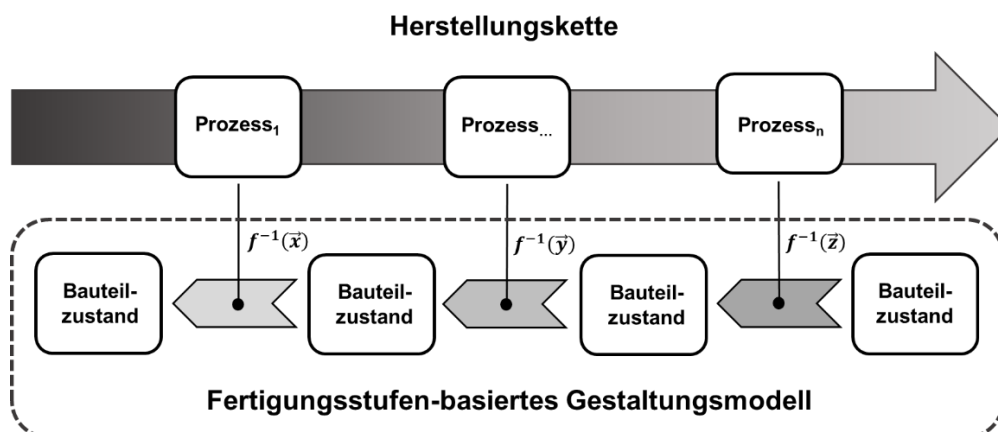 Herstellungskette
Prozess₁
Prozess...
Prozessₙ
f⁻¹(x⃗)
f⁻¹(y⃗)
f⁻¹(z⃗)
Bauteil-
zustand
Bauteil-
zustand
Bauteil-
zustand
Bauteil-
zustand
Fertigungsstufen-basiertes Gestaltungsmodell